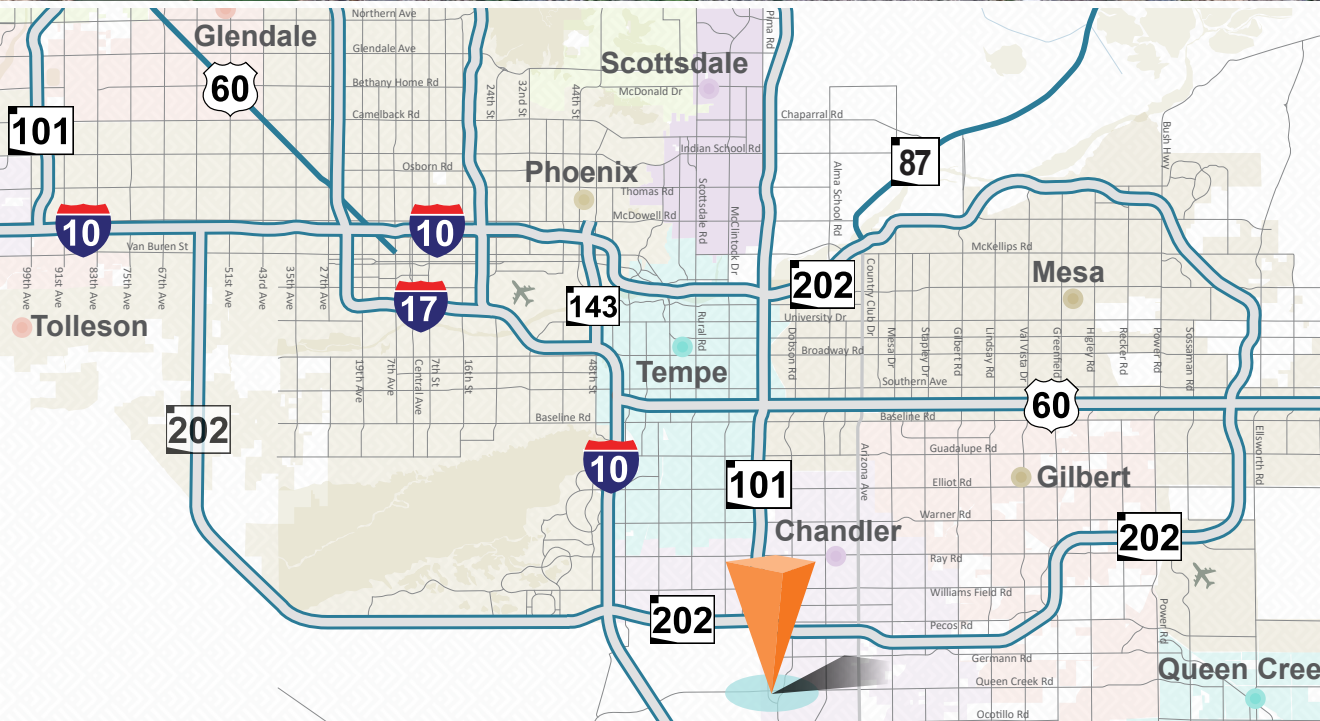 Northern Ave
Pima Rd
Glendale
Glendale Ave
Scottsdale
60
Bethany Home Rd
24th St
32nd St
44th St
McDonald Dr
101
Camelback Rd
Chaparral Rd
Bush Hwy
Indian School Rd
87
Osborn Rd
Phoenix
Alma School Rd
Thomas Rd
Scottsdale Rd
McClintock Dr
McDowell Rd
10
10
Van Buren St
McKellips Rd
99th Ave
91st Ave
83rd Ave
75th Ave
67th Ave
51st Ave
43rd Ave
35th Ave
27th Ave
202
Country Club Dr
Mesa
17
143
Tolleson
Rural Rd
University Dr
Dobson Rd
Broadway Rd
Mesa Dr
Stapley Dr
Gilbert Rd
Lindsay Rd
Val Vista Dr
Greenfield
Higley Rd
Recker Rd
Power Rd
Sossaman Rd
19th Ave
7th Ave
Central Ave
7th St
16th St
48th St
Tempe
Southern Ave
60
202
Baseline Rd
Baseline Rd
Ellsworth Rd
Guadalupe Rd
10
Arizona Ave
101
Elliot Rd
Gilbert
Warner Rd
Chandler
202
Ray Rd
Williams Field Rd
202
Pecos Rd
Power Rd
Germann Rd
Queen Cree
Queen Creek Rd
Ocotillo Rd